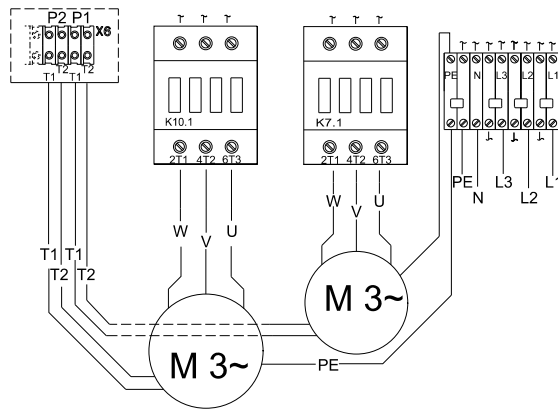 P2 P1 X6
T1 T2 T1 T2
K10.1
2T1 4T2 6T3
K7.1
2T1 4T2 6T3
PE N L3 L2 L1
PE
N
L3
L2
L1
W V U
W V U
T1 T1
T2 T2
M 3~
M 3~
PE